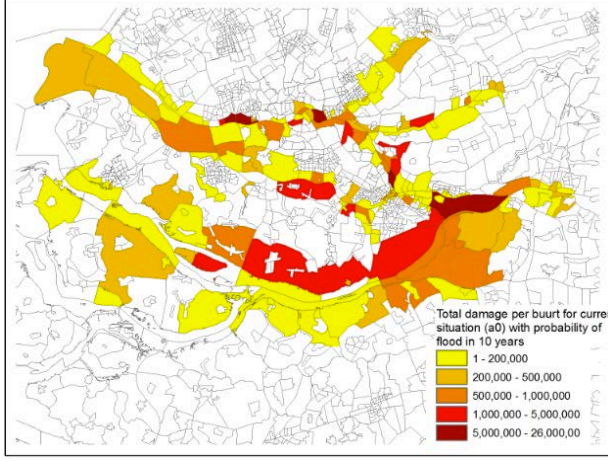 Total damage per buurt for curren
situation (a0) with probability of
flood in 10 years
1 - 200,000
200,000 - 500,000
500,000 - 1,000,000
1,000,000 - 5,000,000
5,000,000 - 26,000,00